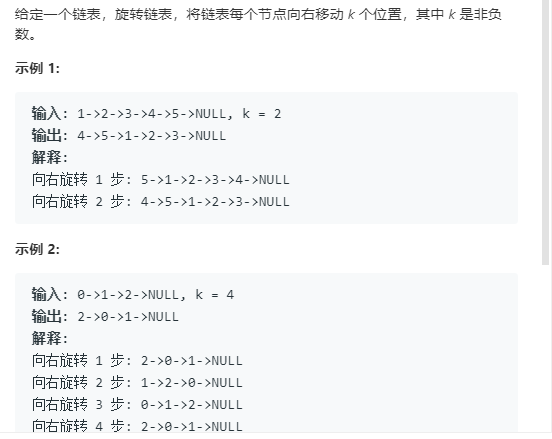 给定一个链表，旋转链表，将链表每个节点向右移动 k 个位置，其中 k 是非负
数。
示例 1:
输入: 1->2->3->4->5->NULL, k = 2
输出: 4->5->1->2->3->NULL
解释:
向右旋转 1 步: 5->1->2->3->4->NULL
向右旋转 2 步: 4->5->1->2->3->NULL
示例 2:
输入: 0->1->2->NULL, k = 4
输出: 2->0->1->NULL
解释:
向右旋转 1 步: 2->0->1->NULL
向右旋转 2 步: 1->2->0->NULL
向右旋转 3 步: 0->1->2->NULL
向右旋转 4 步: 2->0->1->NULL